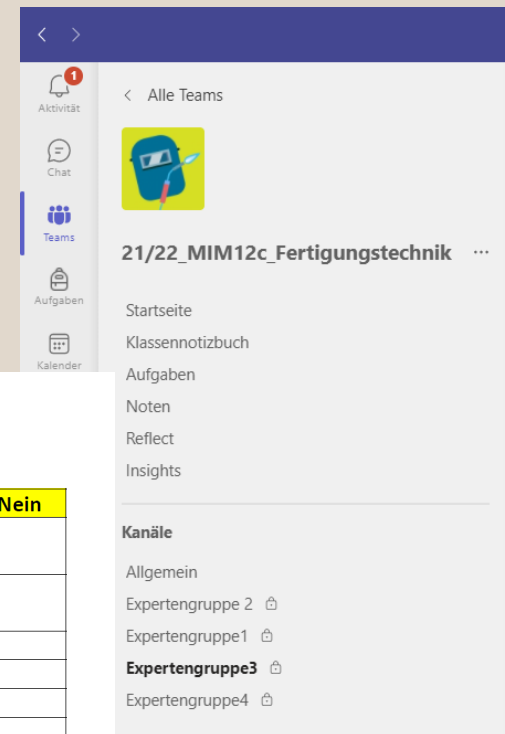 1
Aktivität
Chat
Teams
Aufgaben
Kalender
Alle Teams
21/22_MIM12c_Fertigungstechnik ...
Startseite
Klassennotizbuch
Aufgaben
Noten
Reflect
Insights
Kanäle
Allgemein
Expertengruppe 2
Expertengruppe1
Expertengruppe3
Expertengruppe4
Nein